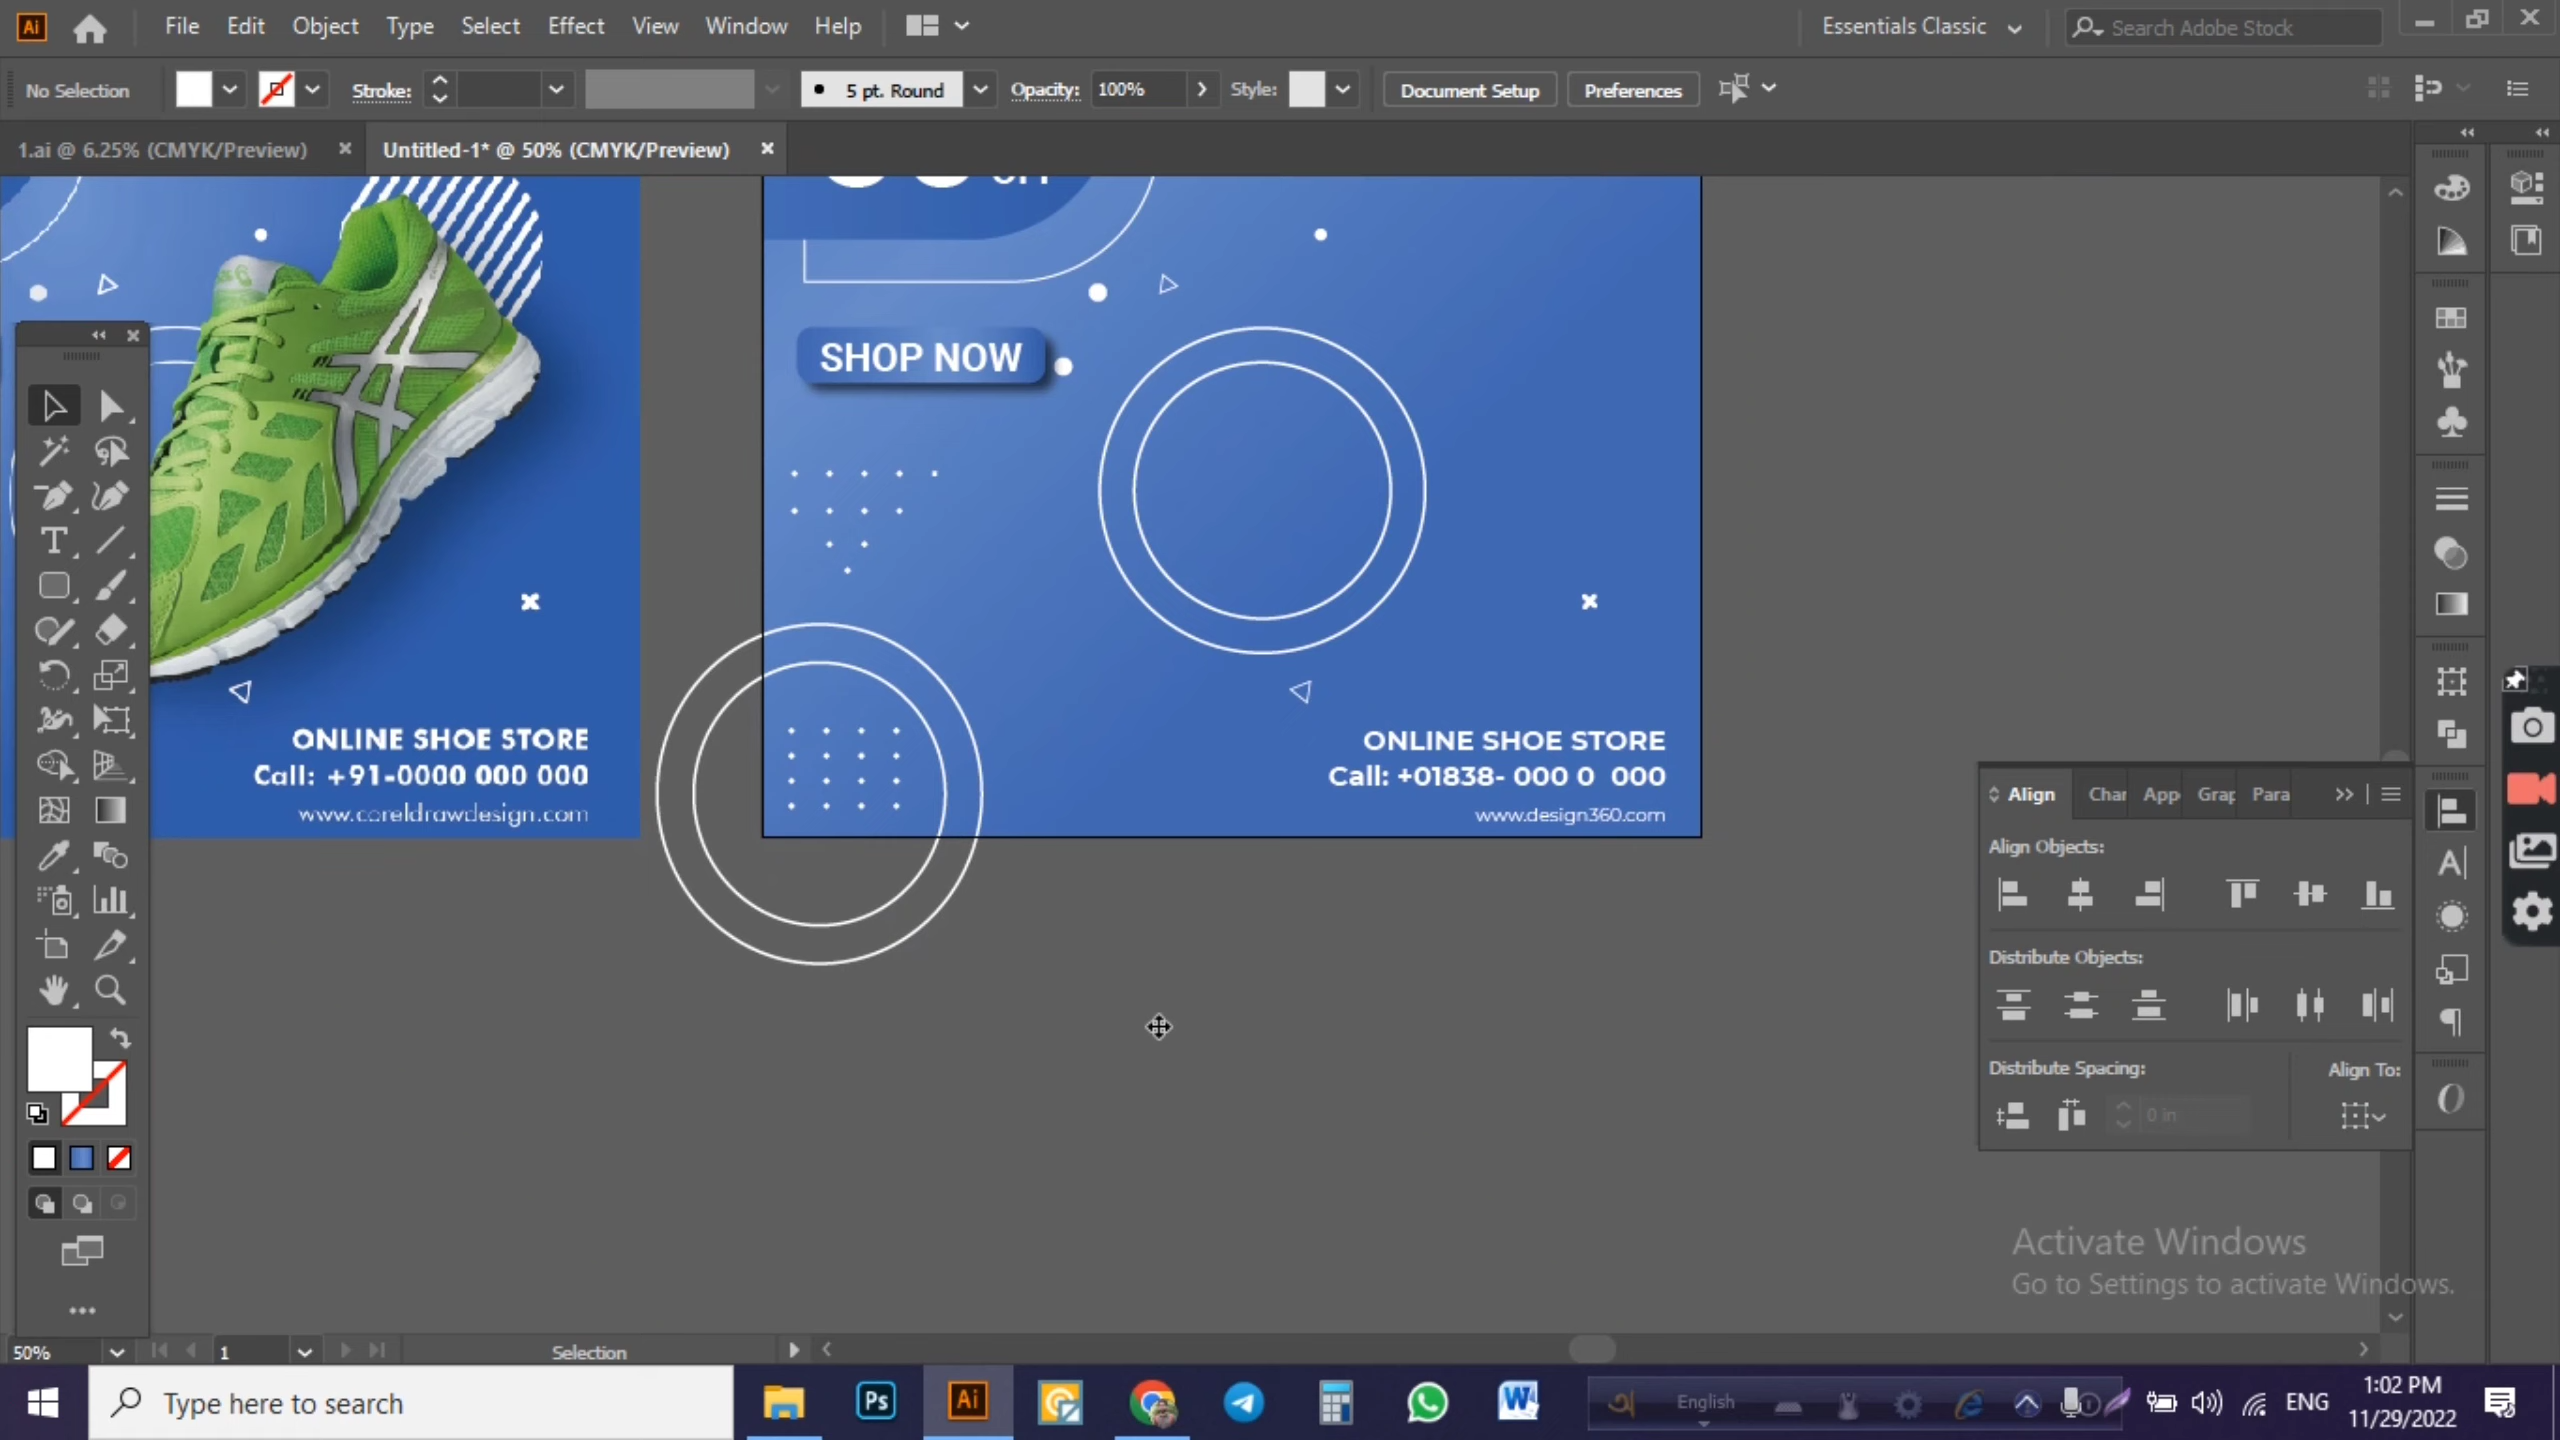 Ai File Edit Object Type Select Effect View Window Help Essentials Classic Search Adobe Stock
No Selection Stroke: 5 pt. Round Opacity: 100% Style: Document Setup Preferences
1.ai @ 6.25% (CMYK/Preview) Untitled-1* @ 50% (CMYK/Preview)
OFF
SHOP NOW
ONLINE SHOE STORE
Call: +91-0000 000 000
www.coreldrawdesign.com
ONLINE SHOE STORE
Call: +01838- 000 0 000
www.design360.com
Align Char App Grap Para
Align Objects:
Distribute Objects:
Distribute Spacing: Align To:
0 in
Activate Windows
Go to Settings to activate Windows.
50% 1 Selection
Type here to search Ps Ai English ENG
1:02 PM
11/29/2022